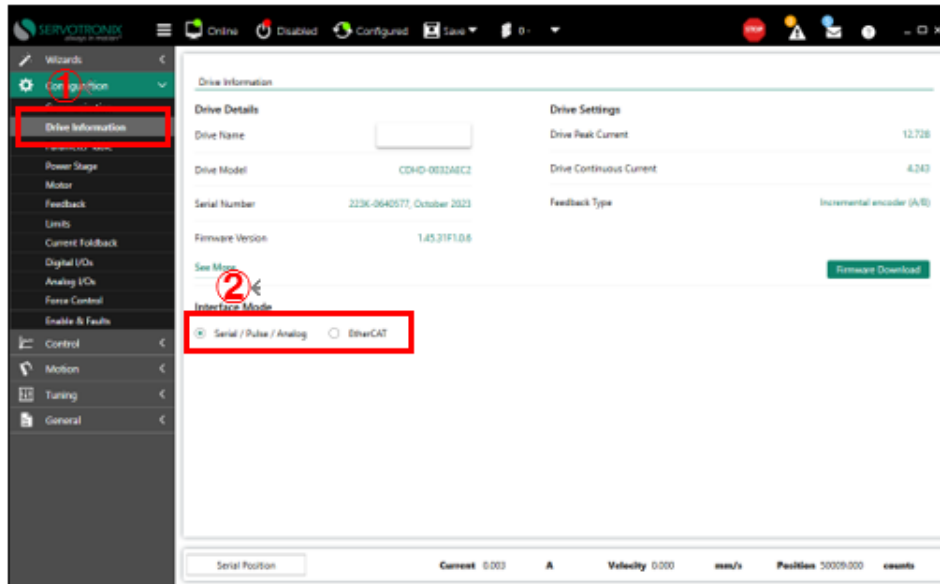 SERVOTRONIX
Online
Disabled
Configured
Save
0-
STOP
Wizards
①
Configuration
Drive Information
Power Stage
Motor
Feedback
Limits
Current Foldback
Digital I/Os
Analog I/Os
Force Control
Enable & Faults
Control
Motion
Tuning
General
Drive Information
Drive Details
Drive Name
Drive Model CDHD-0032AEC2
Serial Number 223K-0640577, October 2023
Firmware Version 1.45.31F1.0.6
See More
Drive Settings
Drive Peak Current 12.728
Drive Continuous Current 4.243
Feedback Type Incremental encoder (A/B)
Firmware Download
②
Interface Mode
Serial / Pulse / Analog EtherCAT
Serial Position Current 0.003 A Velocity 0.000 mm/s Position 50009.000 counts